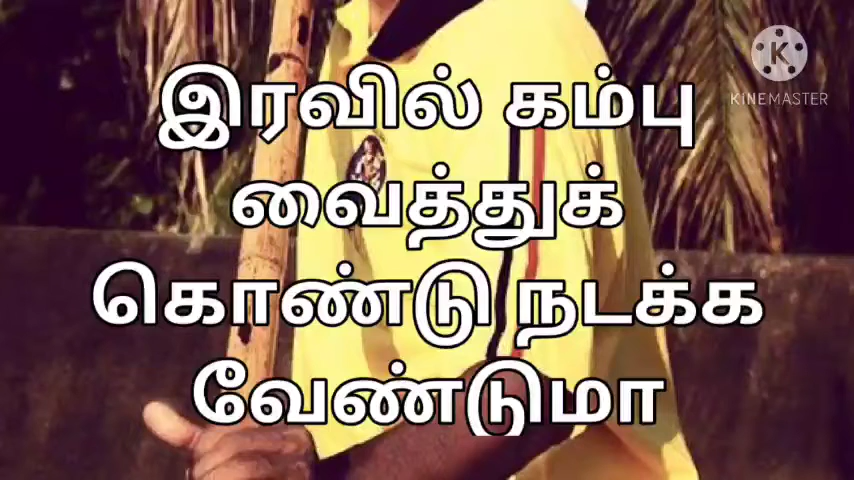 KINEMASTER
இரவில் கம்பு
வைத்துக்
கொண்டு நடக்க
வேண்டுமா